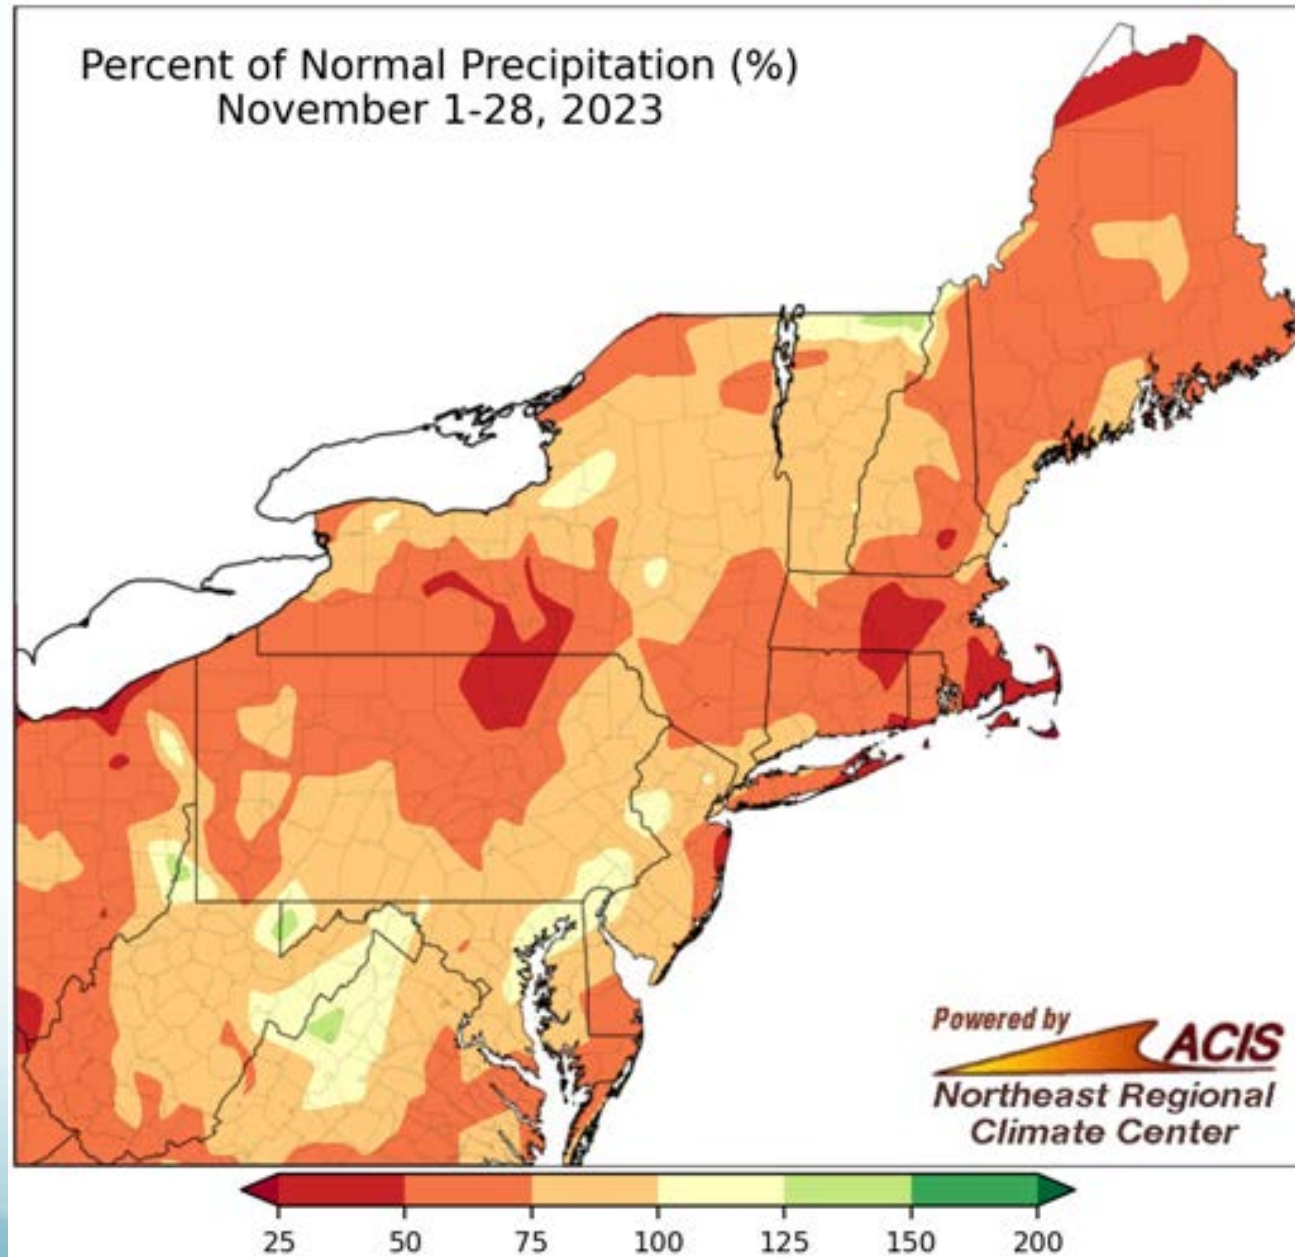 Percent of Normal Precipitation (%)
November 1-28, 2023
Powered by
ACIS
Northeast Regional
Climate Center
25 50 75 100 125 150 200